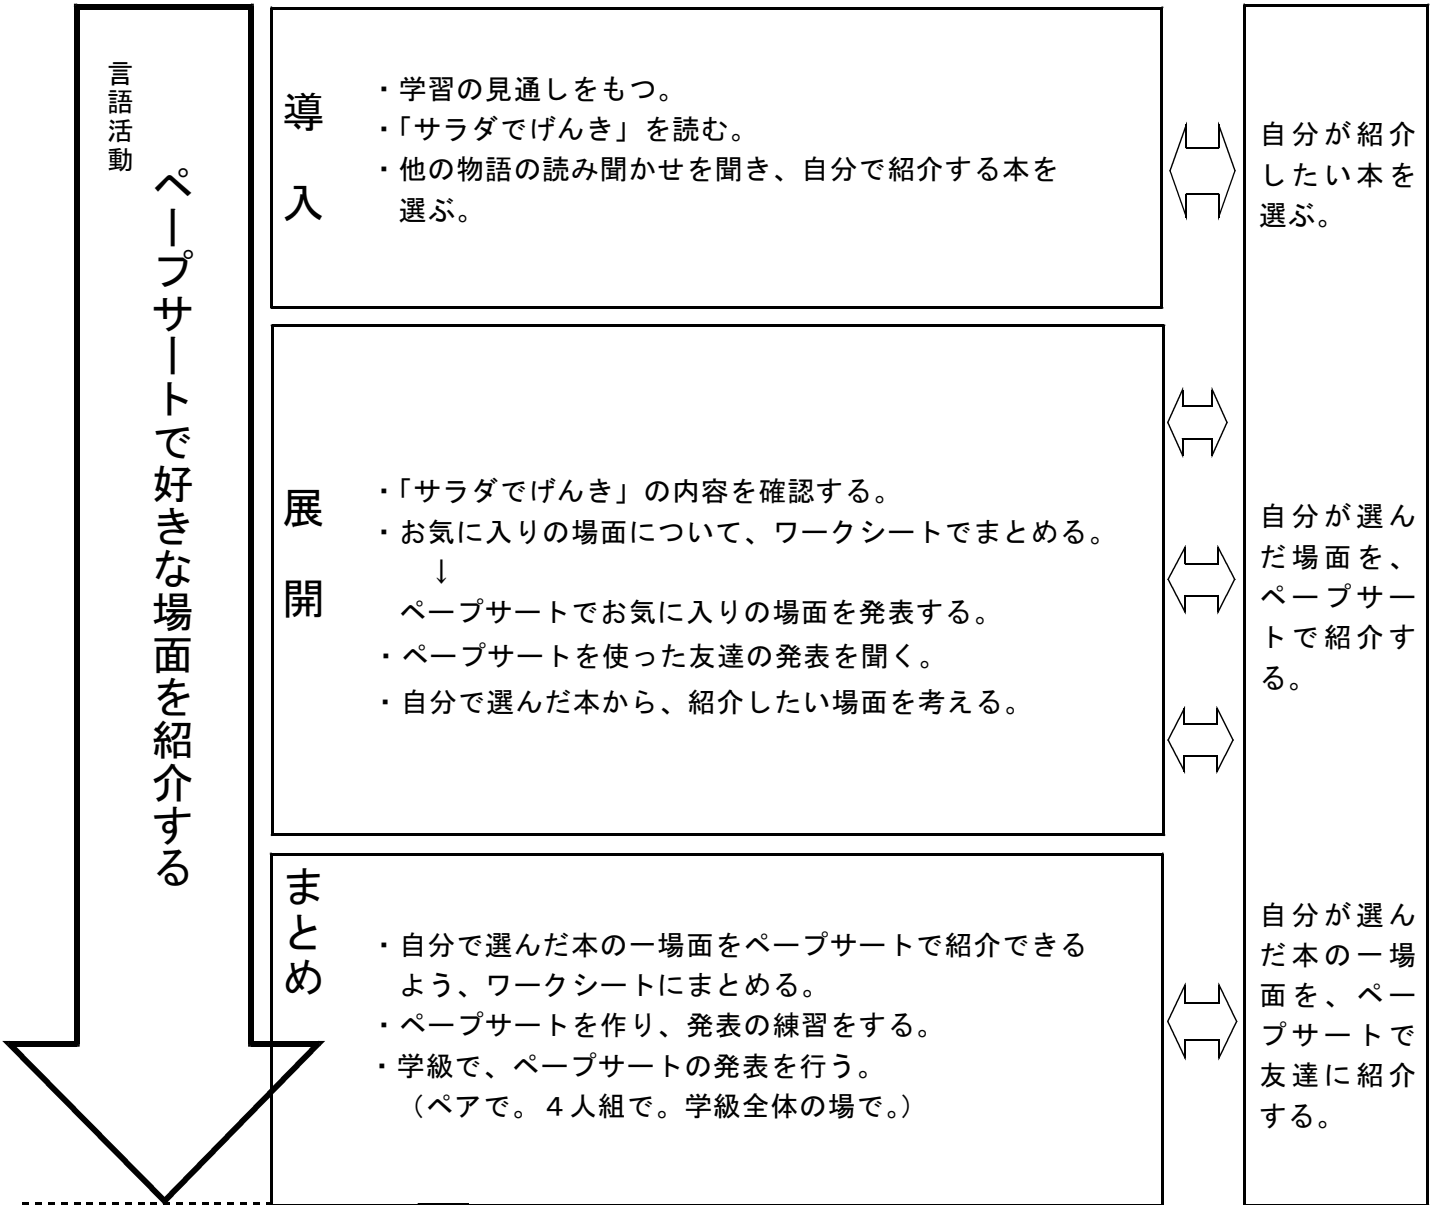 言語活動
ペープサートで好きな場面を紹介する
導入
・学習の見通しをもつ。
・「サラダでげんき」を読む。
・他の物語の読み聞かせを聞き、自分で紹介する本を
選ぶ。
自分が紹介
したい本を
選ぶ。
展開
・「サラダでげんき」の内容を確認する。
・お気に入りの場面について、ワークシートでまとめる。
↓
ペープサートでお気に入りの場面を発表する。
・ペープサートを使った友達の発表を聞く。
・自分で選んだ本から、紹介したい場面を考える。
自分が選ん
だ場面を、
ペープサー
トで紹介す
る。
まとめ
・自分で選んだ本の一場面をペープサートで紹介できる
よう、ワークシートにまとめる。
・ペープサートを作り、発表の練習をする。
・学級で、ペープサートの発表を行う。
（ペアで。４人組で。学級全体の場で。）
自分が選ん
だ本の一場
面を、ペー
プサートで
友達に紹介
する。